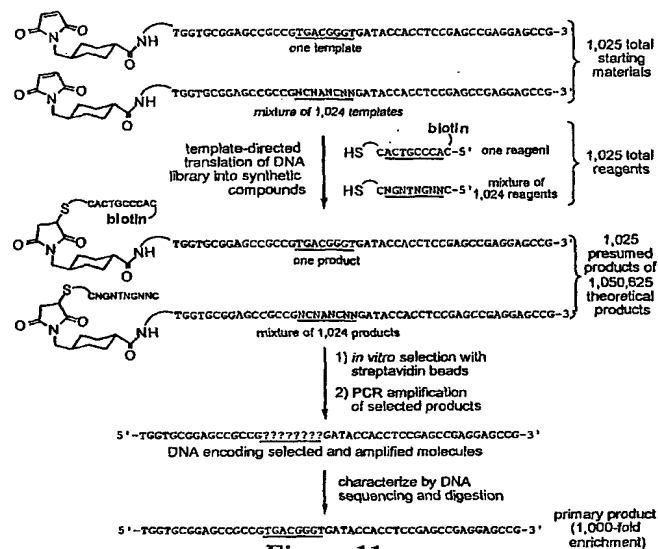 TGGTGCGGAGCCGCCGTGACGGGTGATACCACCTCCGAGCCGAGGAGCCG-3'
one template
TGGTGCGGAGCCGCCGNCNANCNNGATACCACCTCCGAGCCGAGGAGCCG-3'
mixture of 1,024 templates
1,025 total
starting
materials
template-directed
translation of DNA
library into synthetic
compounds
biotin
HS CACTGCCCAC-5' one reagent
HS CNGNTNGNNC-5' mixture of
1,024 reagents
1,025 total
reagents
S CACTGCCCAC
biotin
TGGTGCGGAGCCGCCGTGACGGGTGATACCACCTCCGAGCCGAGGAGCCG-3'
one product
S CNGNTNGNNC
TGGTGCGGAGCCGCCGNCNANCNNGATACCACCTCCGAGCCGAGGAGCCG-3'
mixture of 1,024 products
1,025
presumed
products of
1,050,625
theoretical
products
1) in vitro selection with
streptavidin beads
2) PCR amplification
of selected products
5'-TGGTGCGGAGCCGCCG????????GATACCACCTCCGAGCCGAGGAGCCG-3'
DNA encoding selected and amplified molecules
characterize by DNA
sequencing and digestion
5'-TGGTGCGGAGCCGCCGTGACGGGTGATACCACCTCCGAGCCGAGGAGCCG-3'
primary product
(1,000-fold
enrichment)